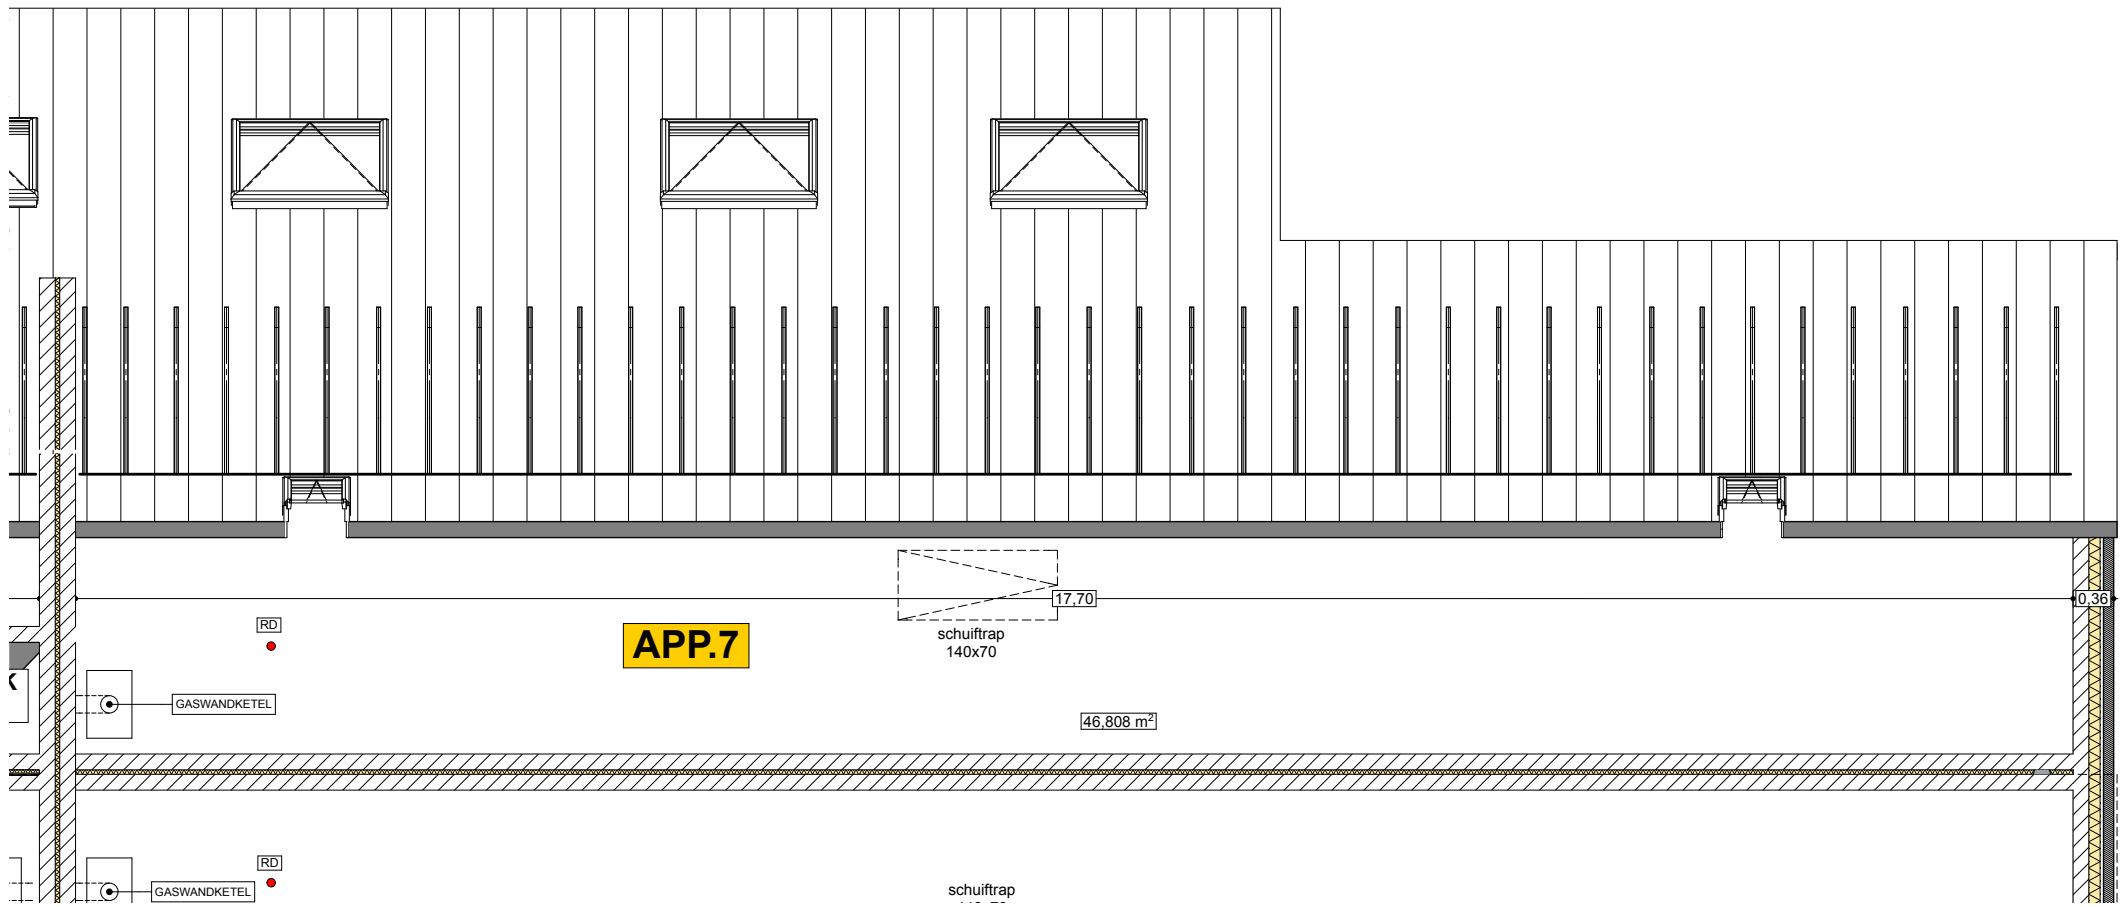 17,70
0,36
RD
APP.7
schuiftrap
140x70
K
GASWANDKETEL
46,808 m²
RD
GASWANDKETEL
schuiftrap